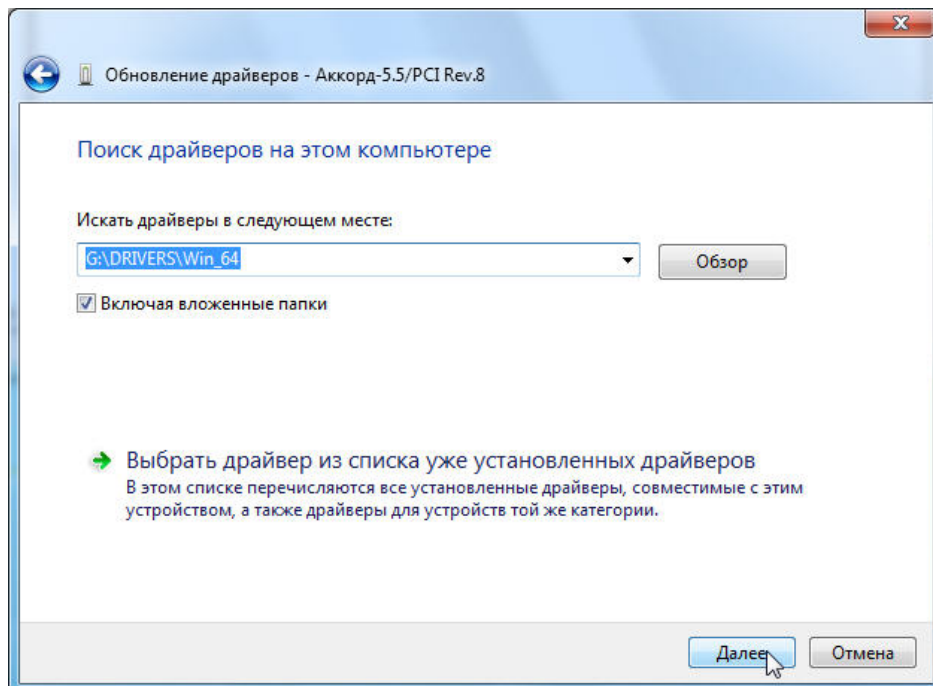 Обновление драйверов - Аккорд-5.5/PCI Rev.8
Поиск драйверов на этом компьютере
Искать драйверы в следующем месте:
G:\DRIVERS\Win_64
Обзор
Включая вложенные папки
Выбрать драйвер из списка уже установленных драйверов
В этом списке перечисляются все установленные драйверы, совместимые с этим
устройством, а также драйверы для устройств той же категории.
Далее
Отмена